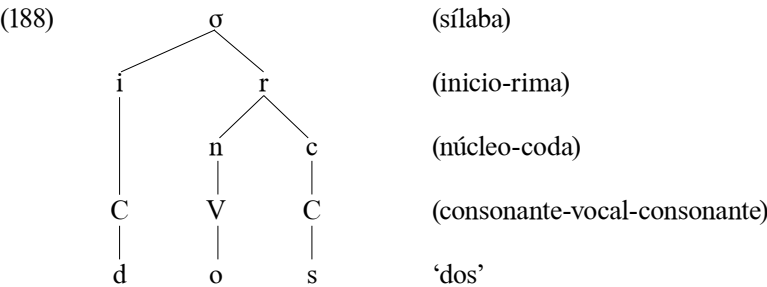 (188) σ (sílaba)
i r (inicio-rima)
n c (núcleo-coda)
C V C (consonante-vocal-consonante)
d o s ‘dos’